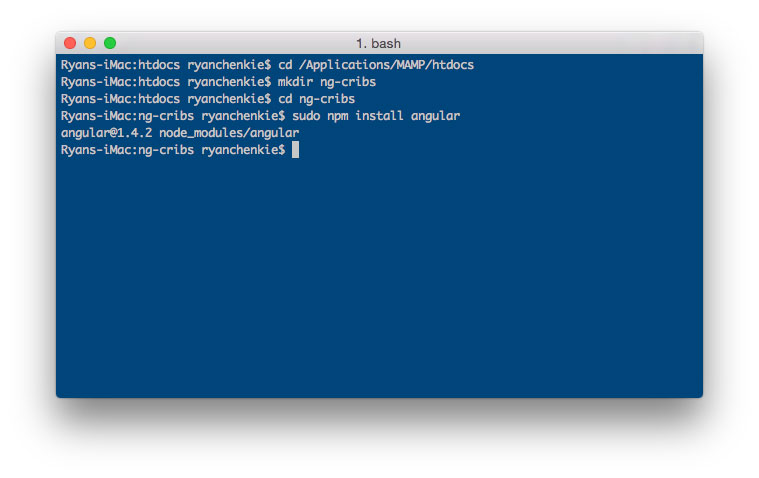 1. bash
Ryans-iMac:htdocs ryanchenkie$ cd /Applications/MAMP/htdocs
Ryans-iMac:htdocs ryanchenkie$ mkdir ng-cribs
Ryans-iMac:htdocs ryanchenkie$ cd ng-cribs
Ryans-iMac:ng-cribs ryanchenkie$ sudo npm install angular
angular@1.4.2 node_modules/angular
Ryans-iMac:ng-cribs ryanchenkie$